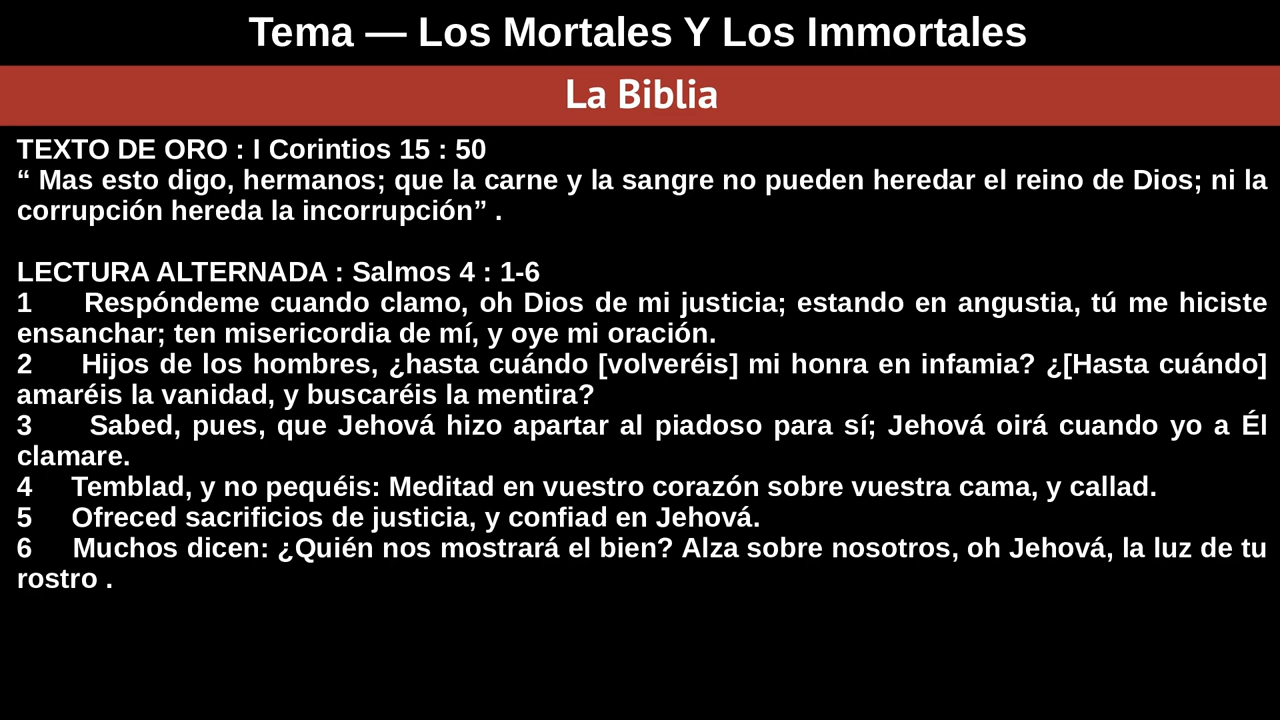 Tema — Los Mortales Y Los Immortales
La Biblia
TEXTO DE ORO : I Corintios 15 : 50
“ Mas esto digo, hermanos; que la carne y la sangre no pueden heredar el reino de Dios; ni la
corrupción hereda la incorrupción” .
LECTURA ALTERNADA : Salmos 4 : 1-6
1 Respóndeme cuando clamo, oh Dios de mi justicia; estando en angustia, tú me hiciste
ensanchar; ten misericordia de mí, y oye mi oración.
2 Hijos de los hombres, ¿hasta cuándo [volveréis] mi honra en infamia? ¿[Hasta cuándo]
amaréis la vanidad, y buscaréis la mentira?
3 Sabed, pues, que Jehová hizo apartar al piadoso para sí; Jehová oirá cuando yo a Él
clamare.
4 Temblad, y no pequéis: Meditad en vuestro corazón sobre vuestra cama, y callad.
5 Ofreced sacrificios de justicia, y confiad en Jehová.
6 Muchos dicen: ¿Quién nos mostrará el bien? Alza sobre nosotros, oh Jehová, la luz de tu
rostro .